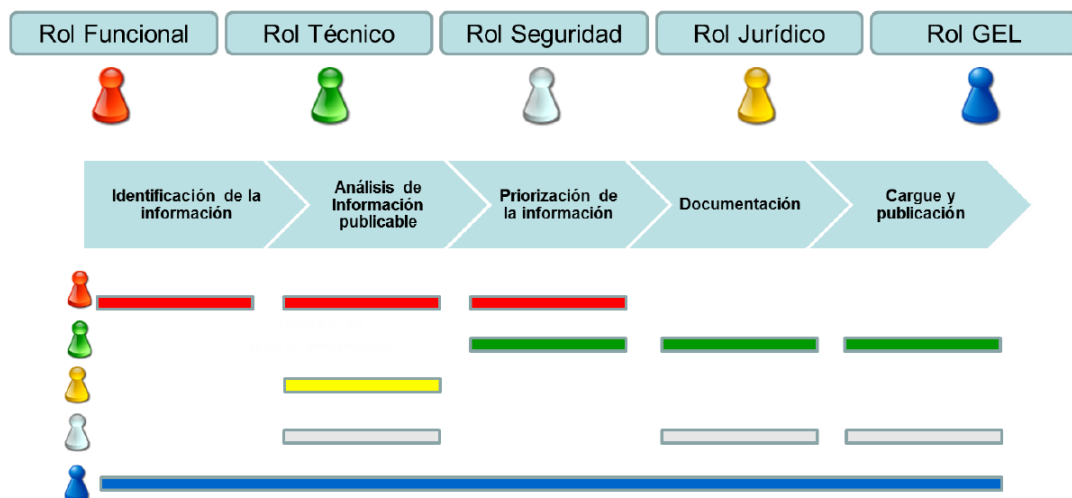 Rol Funcional
Rol Técnico
Rol Seguridad
Rol Jurídico
Rol GEL
Identificación de la
información
Análisis de
Información
publicable
Priorización de
la información
Documentación
Cargue y
publicación